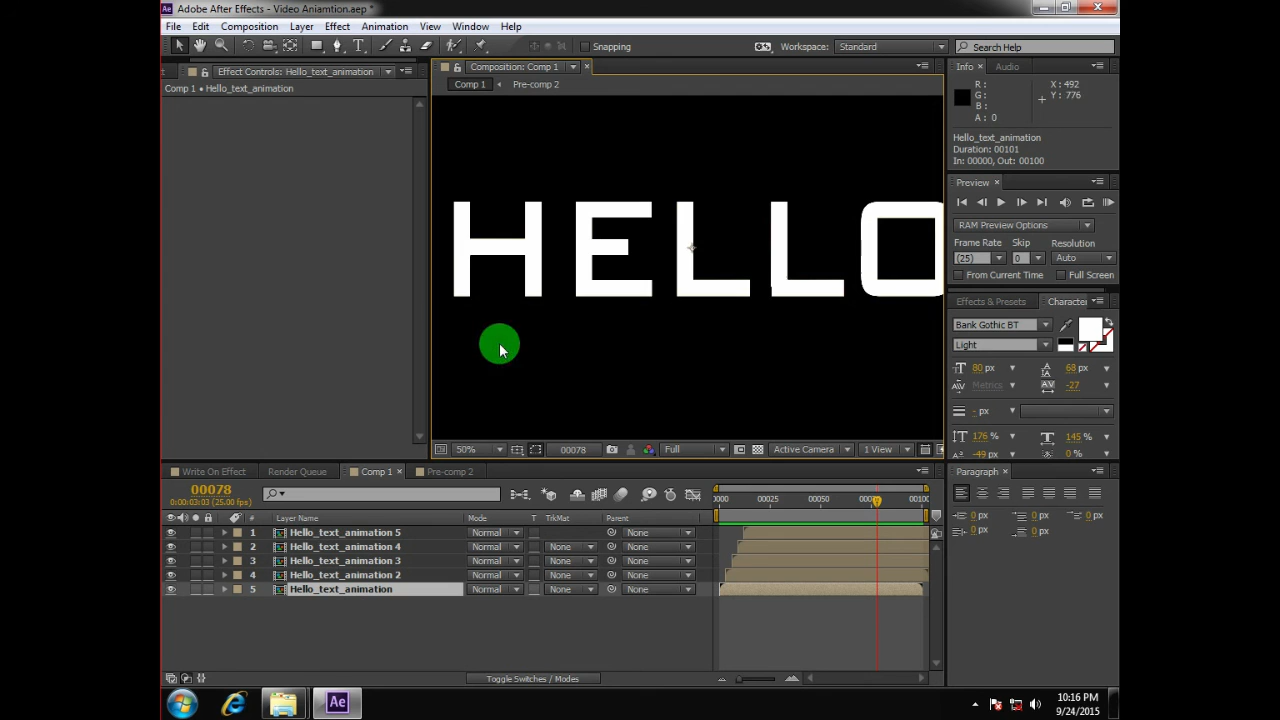 Adobe After Effects - Video Aniamtion.aep *
File Edit Composition Layer Effect Animation View Window Help
Snapping
Workspace: Standard
Search Help
Effect Controls: Hello_text_animation
Comp 1 • Hello_text_animation
Composition: Comp 1
Comp 1 Pre-comp 2
HELLO
50% 00078 Full Active Camera 1 View
Info Audio
R:
G:
B:
A: 0
X: 492
Y: 776
Hello_text_animation
Duration: 00101
In: 00000, Out: 00100
Preview
RAM Preview Options
Frame Rate Skip Resolution
(25) 0 Auto
From Current Time Full Screen
Effects & Presets Character
Bank Gothic BT
Light
80 px 68 px
Metrics -27
- px
176 % 145 %
-49 px 0 %
Paragraph
0 px 0 px 0 px
0 px 0 px
Write On Effect Render Queue Comp 1 Pre-comp 2
00078
0:00:03:03 (25.00 fps)
0000 00025 00050 0010
# Layer Name Mode T TrkMat Parent
1 Hello_text_animation 5 Normal None
2 Hello_text_animation 4 Normal None None
3 Hello_text_animation 3 Normal None None
4 Hello_text_animation 2 Normal None None
5 Hello_text_animation Normal None None
Toggle Switches / Modes
Ae
10:16 PM
9/24/2015